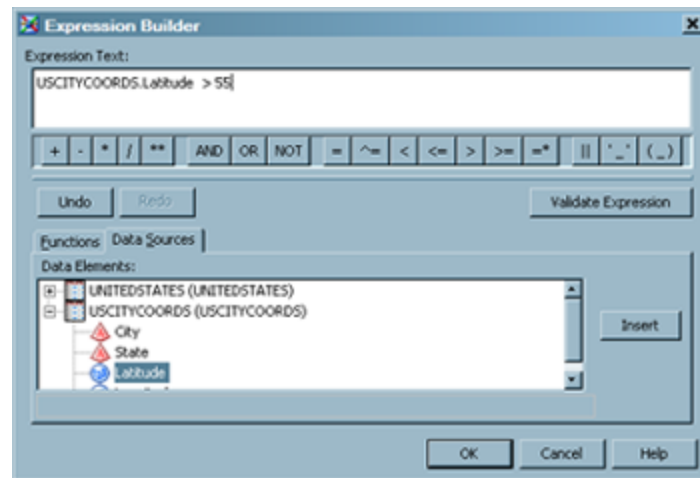 Expression Builder
Expression Text:
USCITYCOORDS.Latitude > 55
+ - * / ** AND OR NOT = ^= < <= > >= =* || '_' (_)
Undo Redo Validate Expression
Functions Data Sources
Data Elements:
UNITEDSTATES (UNITEDSTATES)
USCITYCOORDS (USCITYCOORDS)
City
Insert
State
Latitude
OK Cancel Help